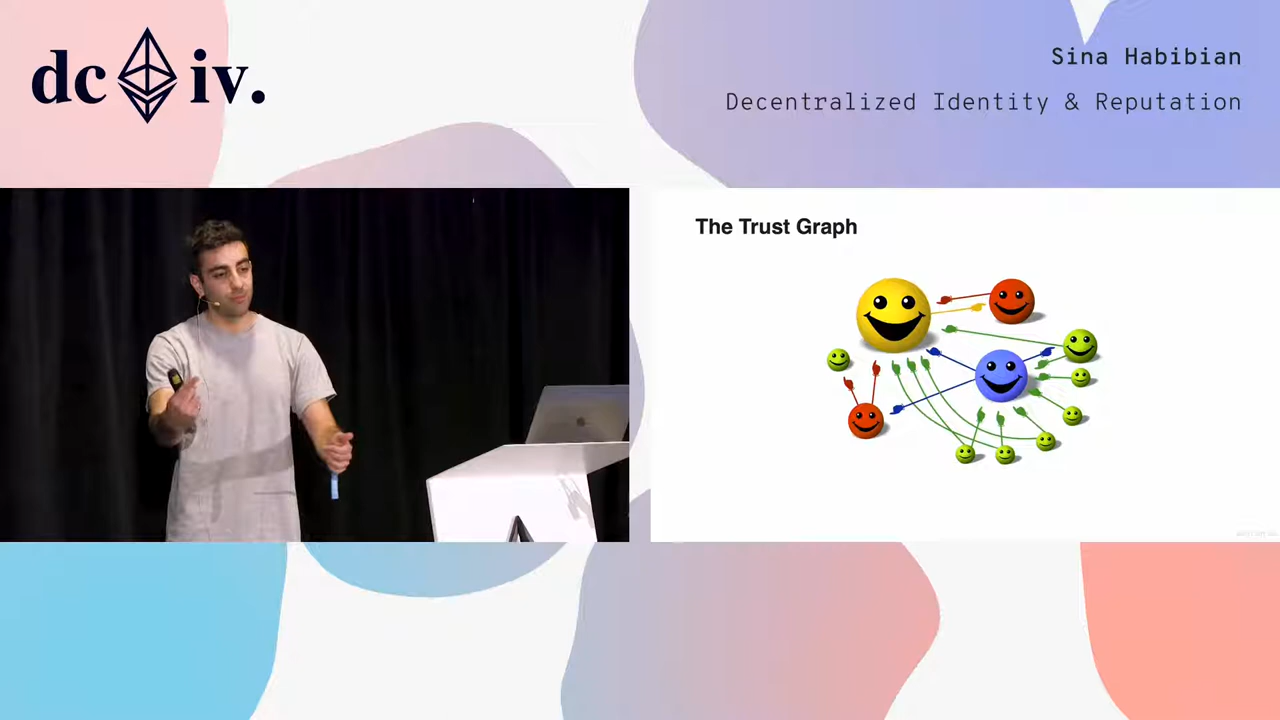 dc iv.
Sina Habibian
Decentralized Identity & Reputation
The Trust Graph